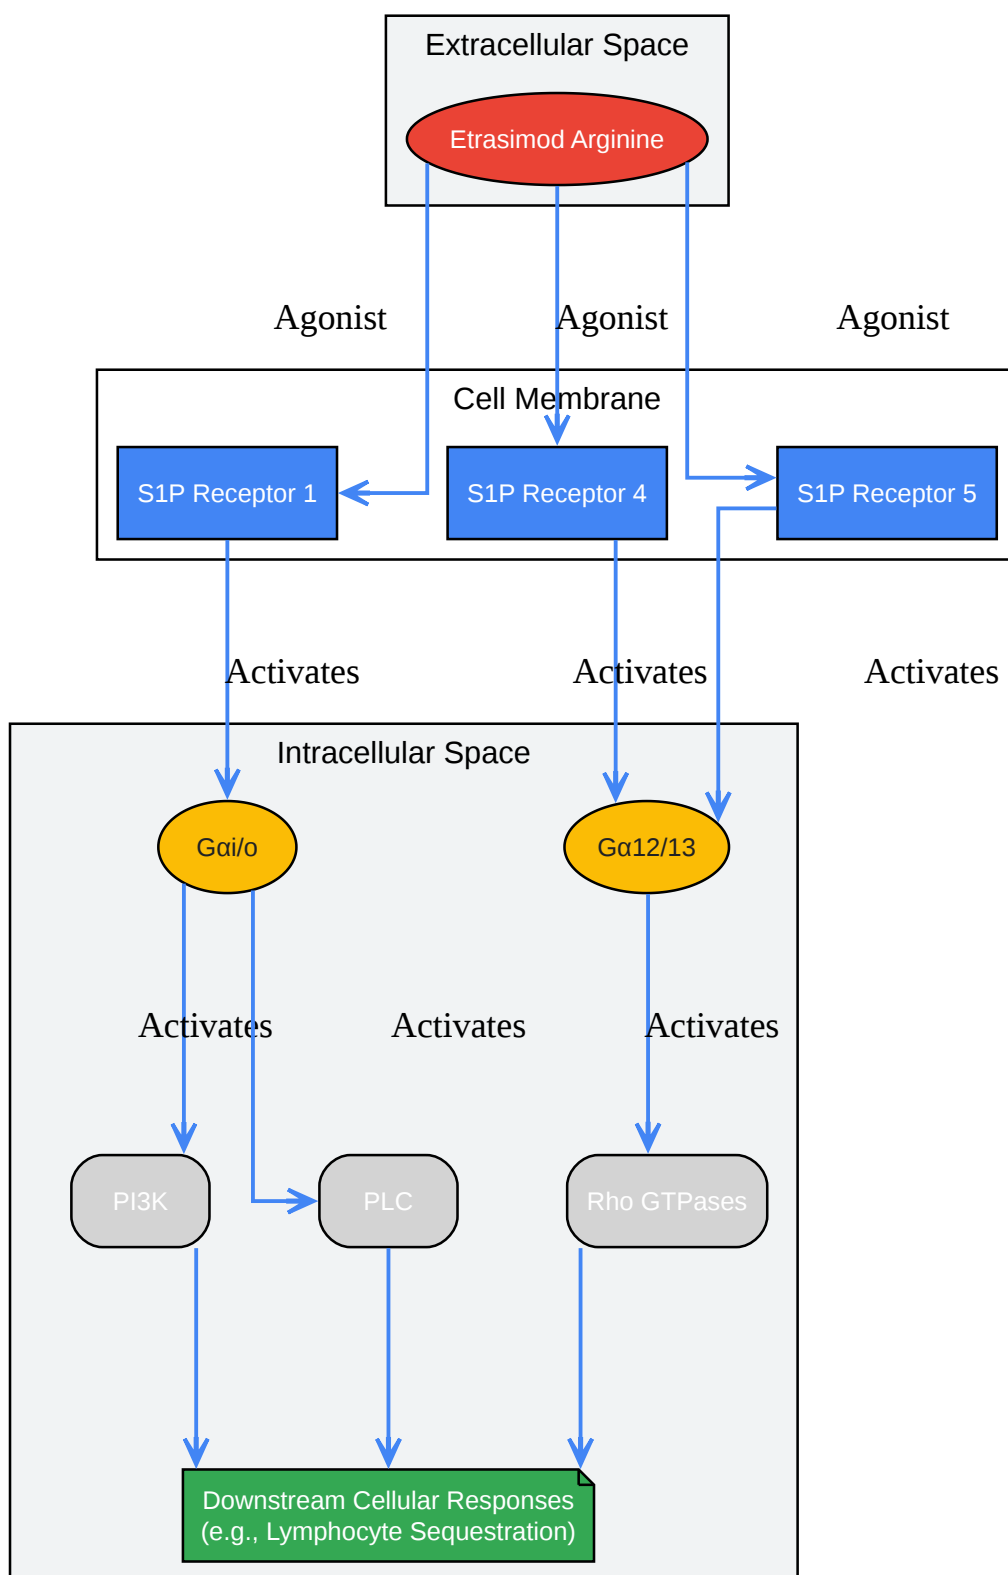 Extracellular Space
Etrasimod Arginine
Agonist
Agonist
Agonist
Cell Membrane
S1P Receptor 1
S1P Receptor 4
S1P Receptor 5
Activates
Activates
Activates
Intracellular Space
Gαi/o
Gα12/13
Activates
Activates
Activates
PI3K
PLC
Rho GTPases
Downstream Cellular Responses
(e.g., Lymphocyte Sequestration)